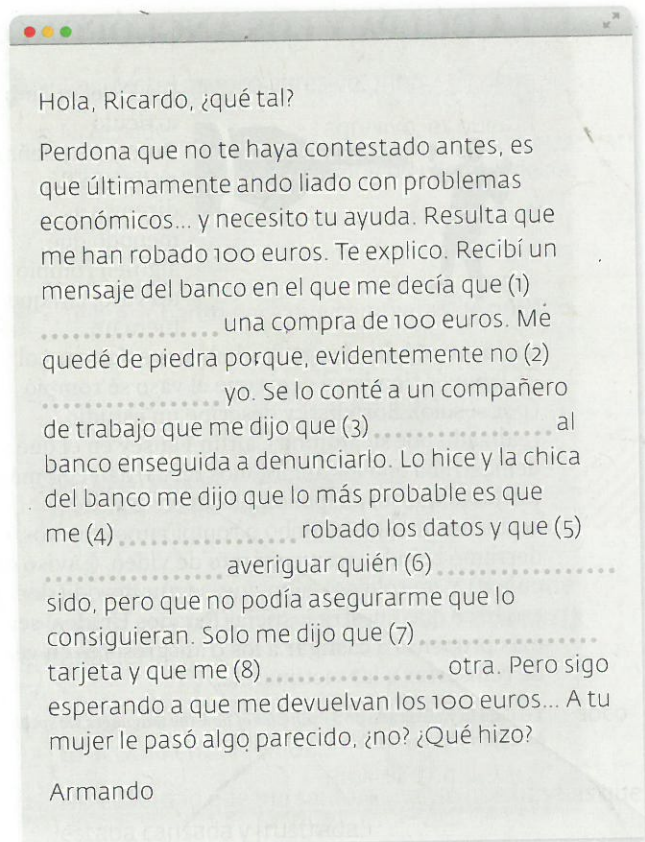 Hola, Ricardo, ¿qué tal?
Perdona que no te haya contestado antes, es
que últimamente ando liado con problemas
económicos... y necesito tu ayuda. Resulta que
me han robado 100 euros. Te explico. Recibí un
mensaje del banco en el que me decía que (1)
.................. una compra de 100 euros. Me
quedé de piedra porque, evidentemente no (2)
.................. yo. Se lo conté a un compañero
de trabajo que me dijo que (3) .................. al
banco enseguida a denunciarlo. Lo hice y la chica
del banco me dijo que lo más probable es que
me (4) .................. robado los datos y que (5)
.................. averiguar quién (6) ..................
sido, pero que no podía asegurarme que lo
consiguieran. Solo me dijo que (7) ..................
tarjeta y que me (8) .................. otra. Pero sigo
esperando a que me devuelvan los 100 euros... A tu
mujer le pasó algo parecido, ¿no? ¿Qué hizo?
Armando